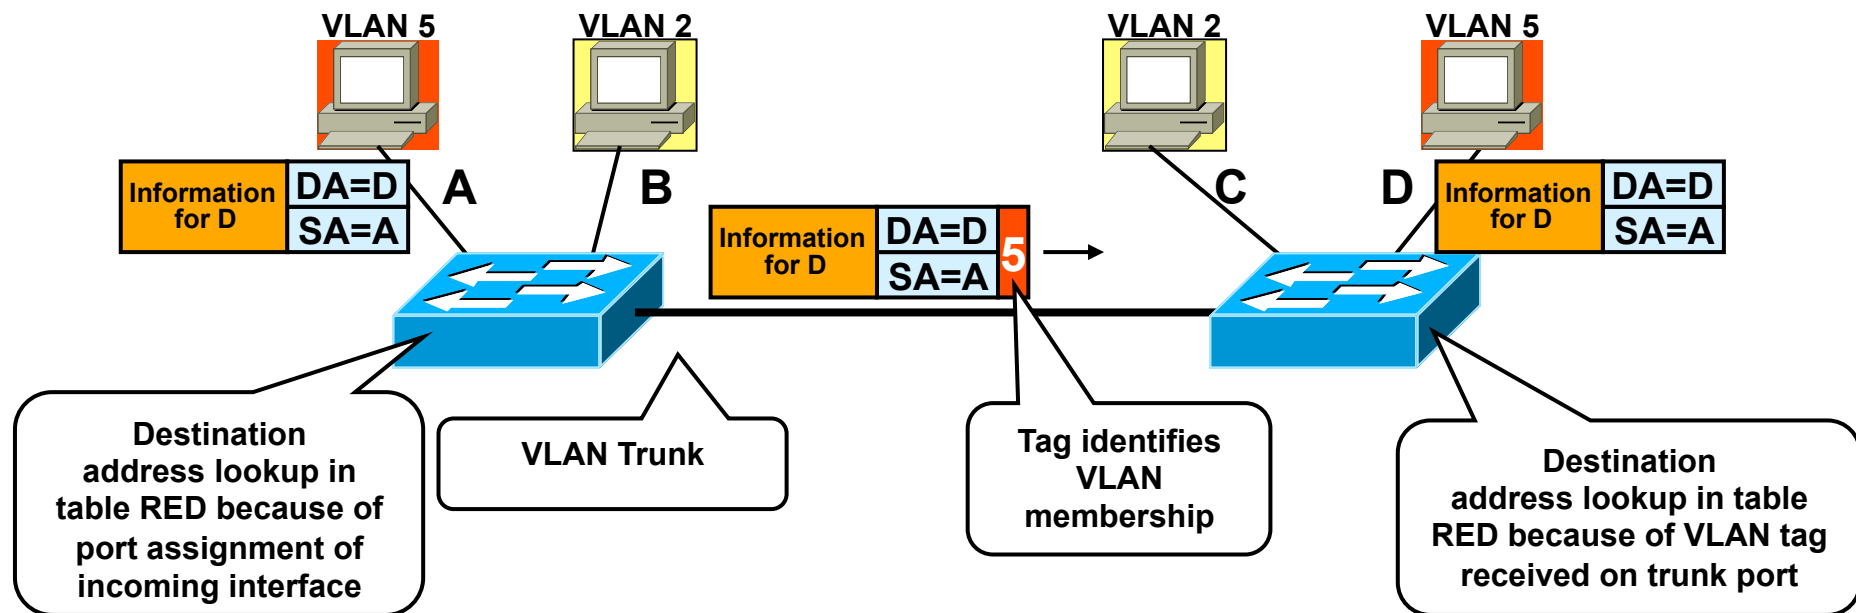 VLAN 5
VLAN 2
VLAN 2
VLAN 5
Information
for D
DA=D
SA=A
A
B
Information
for D
DA=D
SA=A
5
C
D
Information
for D
DA=D
SA=A
Destination
address lookup in
table RED because of
port assignment of
incoming interface
VLAN Trunk
Tag identifies
VLAN
membership
Destination
address lookup in table
RED because of VLAN tag
received on trunk port